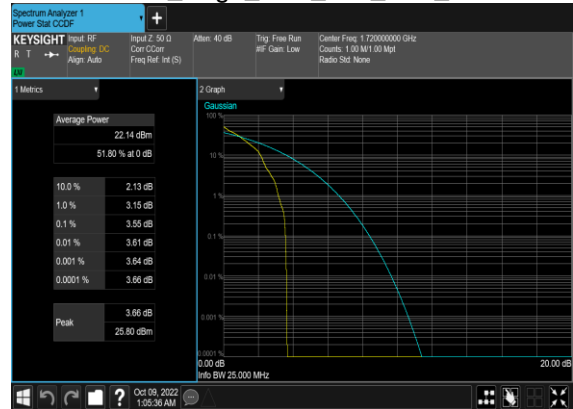 Spectrum Analyzer 1
Power Stat CCDF
KEYSIGHT
R T
Input: RF
Coupling: DC
Align: Auto
Input Z: 50 Ω
Corr CCorr
Freq Ref: Int (S)
Atten: 40 dB
Trig: Free Run
#IF Gain: Low
Center Freq: 1.720000000 GHz
Counts: 1.00 M/1.00 Mpt
Radio Std: None
1 Metrics
Average Power
22.14 dBm
51.80 % at 0 dB
10.0 % 2.13 dB
1.0 % 3.15 dB
0.1 % 3.55 dB
0.01 % 3.61 dB
0.001 % 3.64 dB
0.0001 % 3.66 dB
Peak
3.66 dB
25.80 dBm
2 Graph
Gaussian
100 %
10 %
1 %
0.1 %
0.01 %
0.001 %
0.0001 %
0.00 dB
20.00 dB
Info BW 25.000 MHz
?
Oct 09, 2022
1:05:36 AM